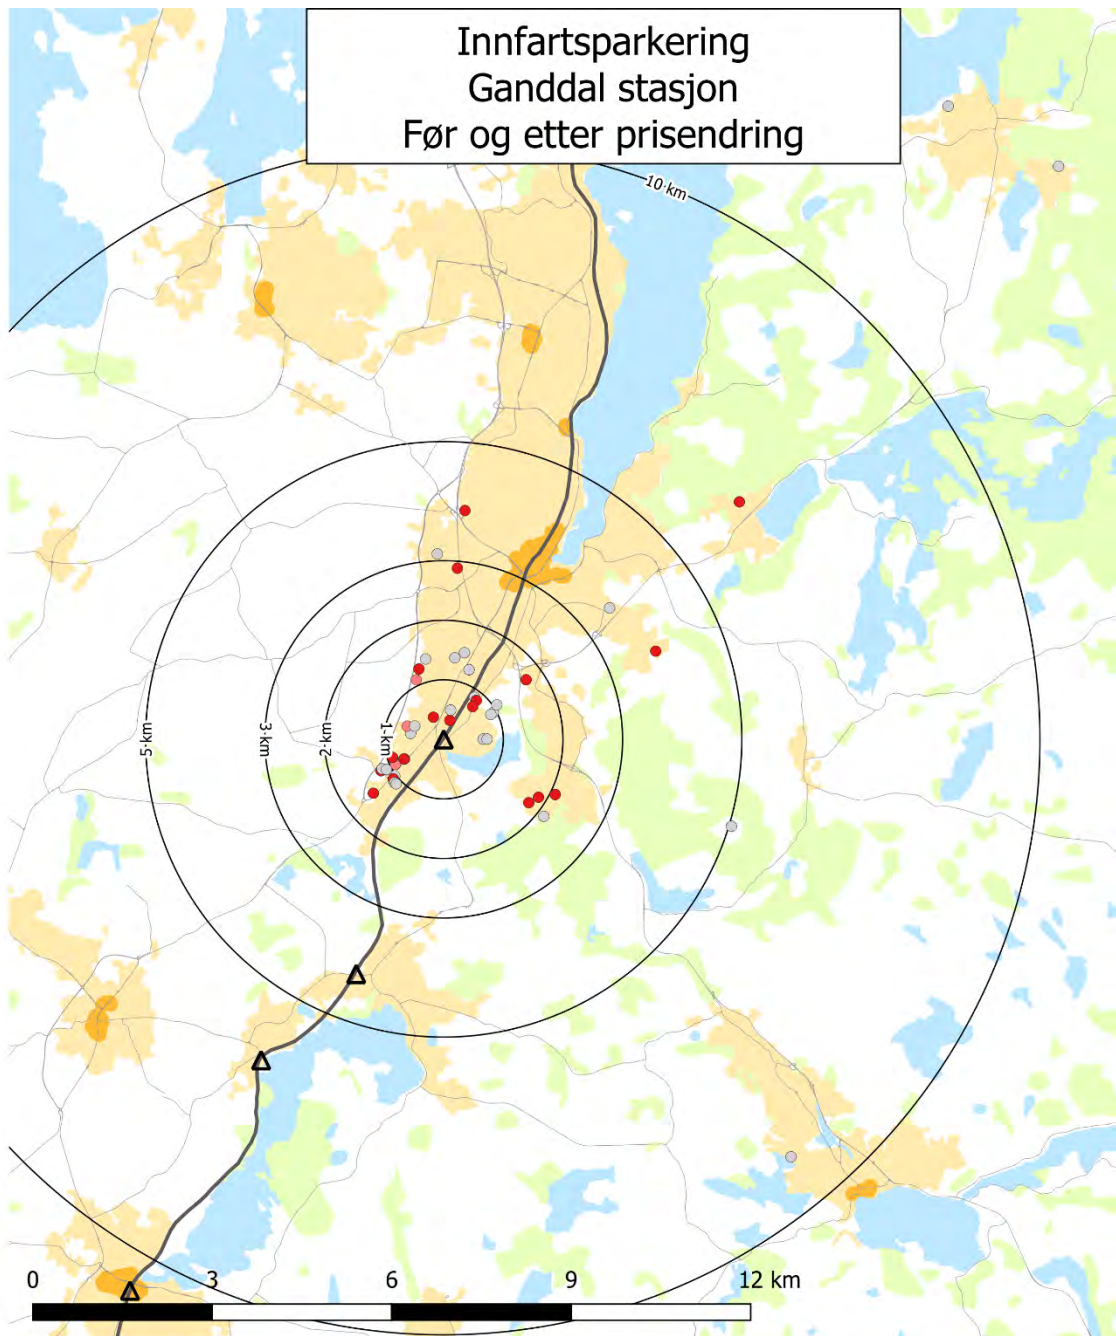 Innfartsparkering
Ganddal stasjon
Før og etter prisendring
10 km
5 km
3 km
2 km
1 km
0 3 6 9 12 km